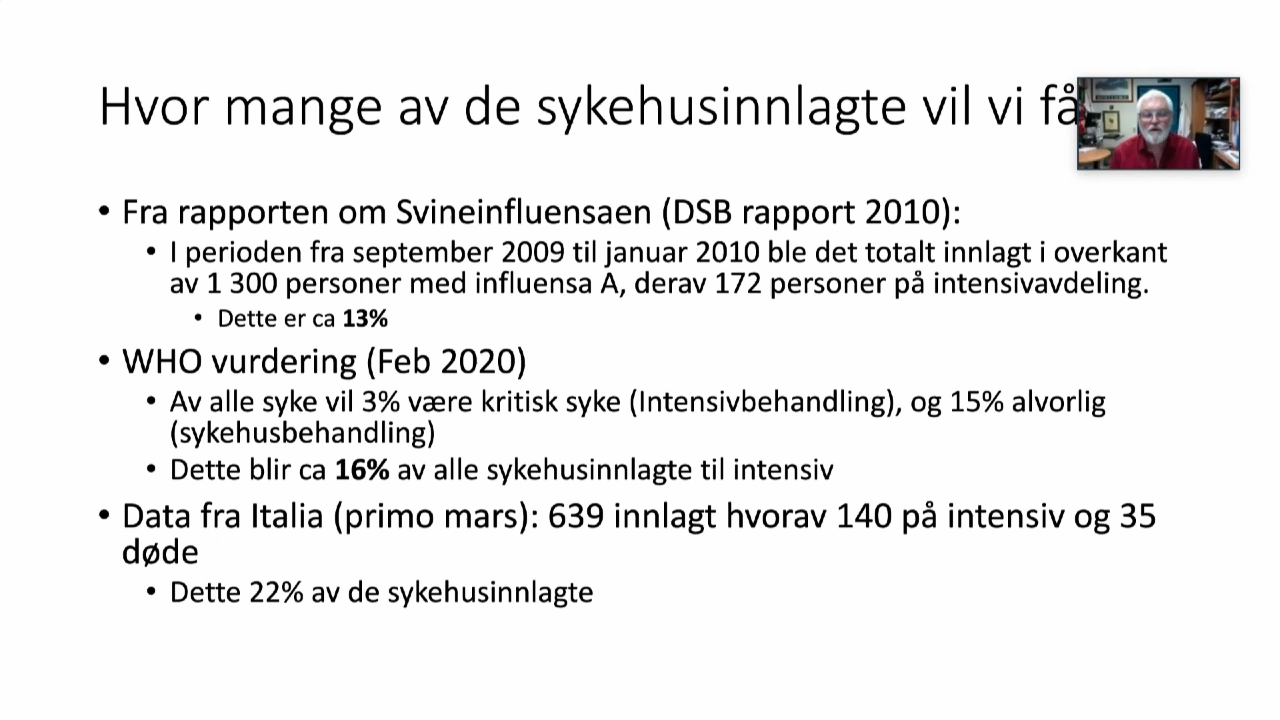 Hvor mange av de sykehusinnlagte vil vi få
• Fra rapporten om Svineinfluensaen (DSB rapport 2010):
• I perioden fra september 2009 til januar 2010 ble det totalt innlagt i overkant
av 1 300 personer med influensa A, derav 172 personer på intensivavdeling.
• Dette er ca 13%
• WHO vurdering (Feb 2020)
• Av alle syke vil 3% være kritisk syke (Intensivbehandling), og 15% alvorlig
(sykehusbehandling)
• Dette blir ca 16% av alle sykehusinnlagte til intensiv
• Data fra Italia (primo mars): 639 innlagt hvorav 140 på intensiv og 35
døde
• Dette 22% av de sykehusinnlagte